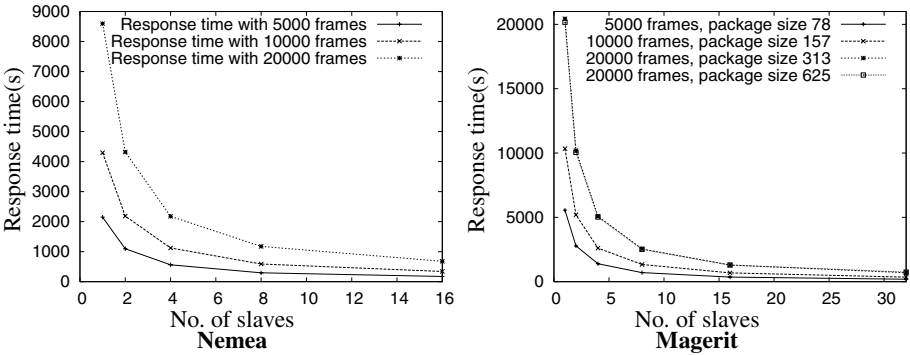 9000
8000
7000
6000
5000
4000
3000
2000
1000
0
Response time(s)
Response time with 5000 frames
Response time with 10000 frames
Response time with 20000 frames
0 2 4 6 8 10 12 14 16
No. of slaves
Nemea
20000
15000
10000
5000
0
Response time(s)
5000 frames, package size 78
10000 frames, package size 157
20000 frames, package size 313
20000 frames, package size 625
0 5 10 15 20 25 30
No. of slaves
Magerit